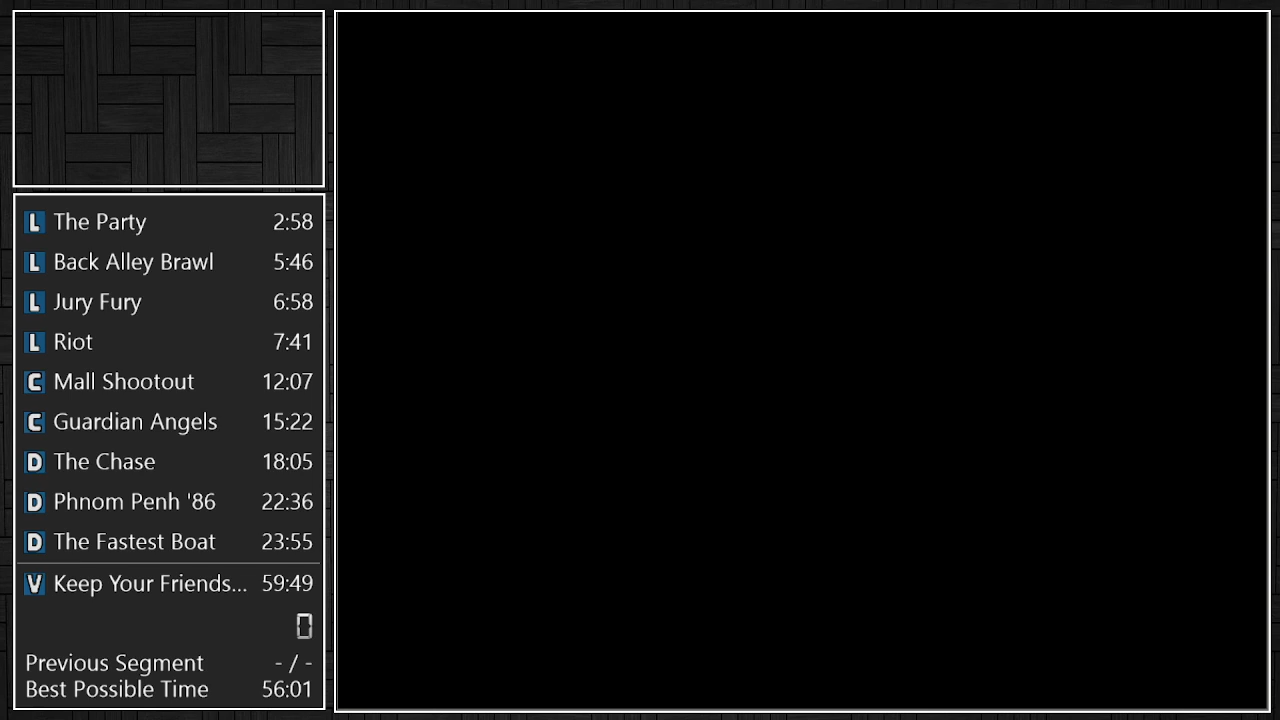 L The Party 2:58
L Back Alley Brawl 5:46
L Jury Fury 6:58
L Riot 7:41
C Mall Shootout 12:07
C Guardian Angels 15:22
D The Chase 18:05
D Phnom Penh '86 22:36
D The Fastest Boat 23:55
V Keep Your Friends... 59:49
0
Previous Segment - / -
Best Possible Time 56:01